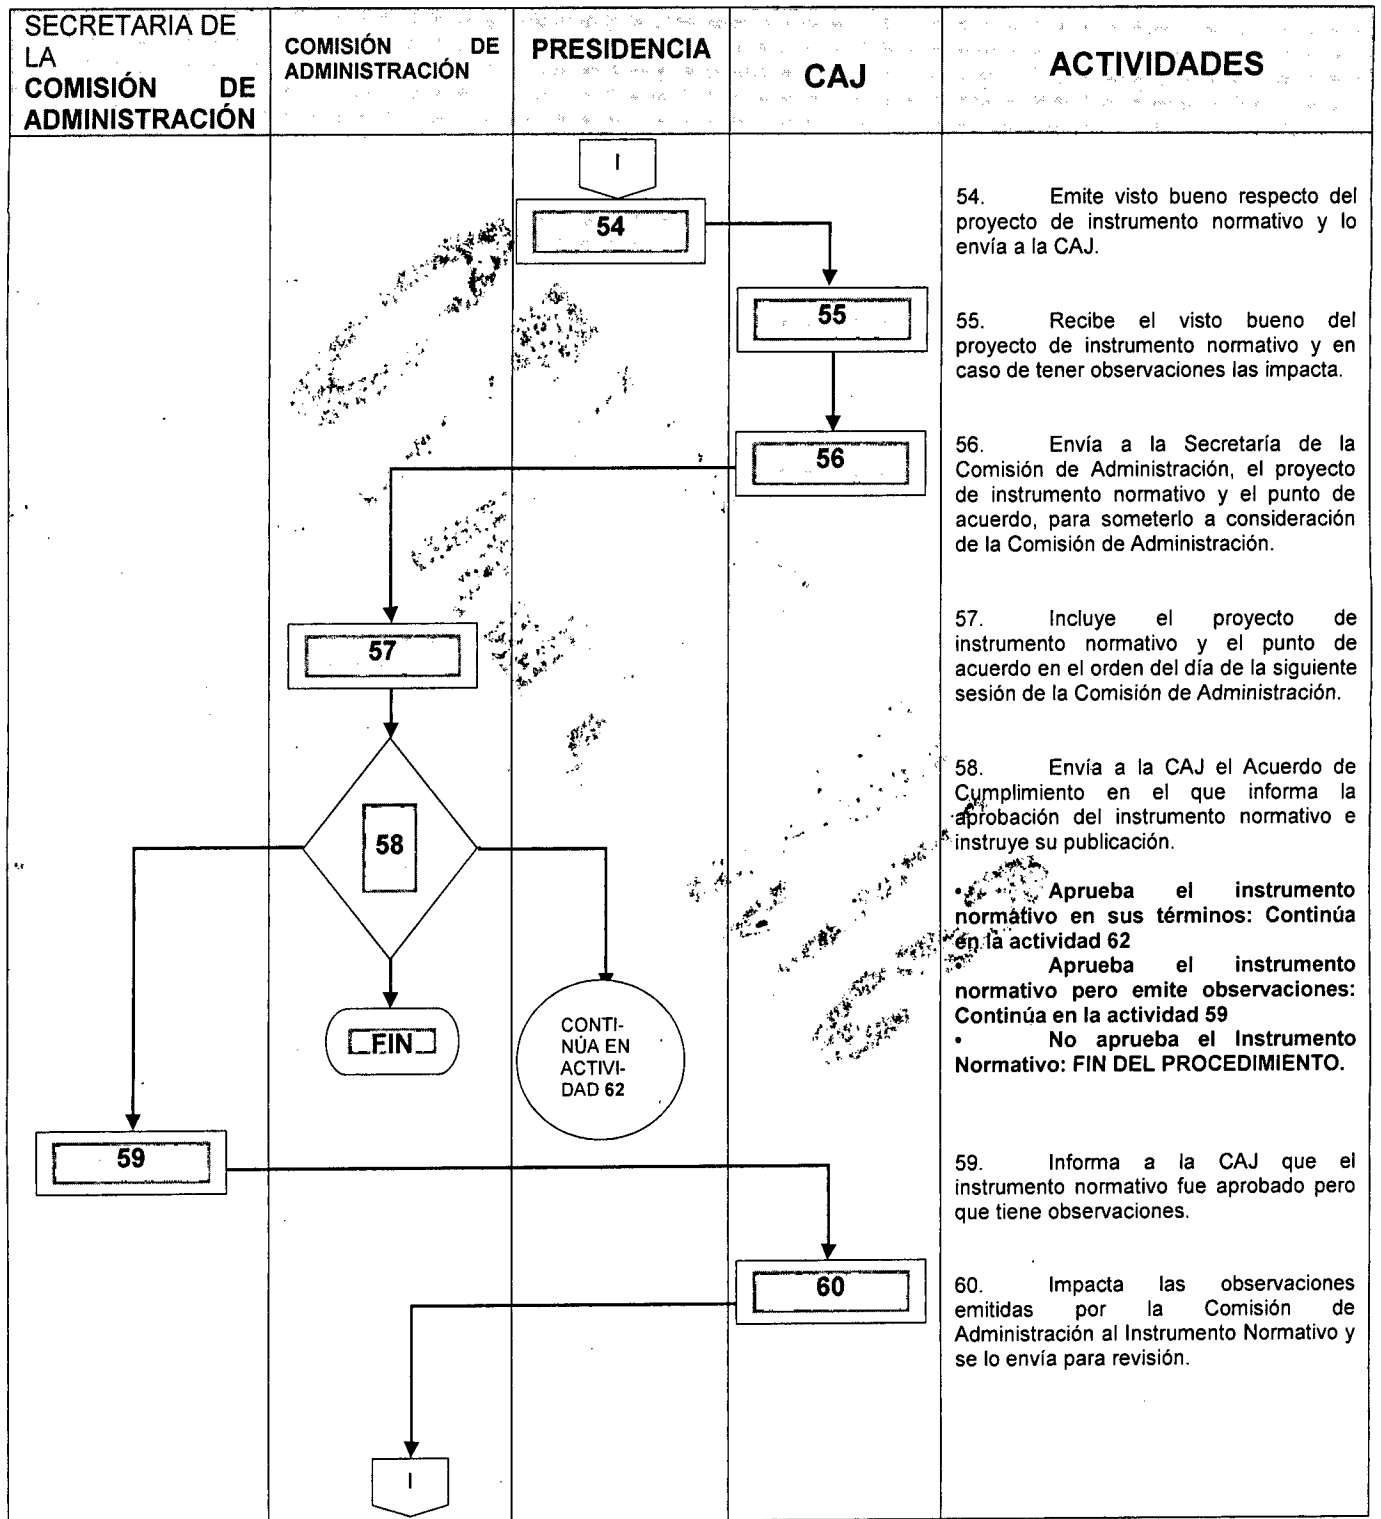 SECRETARIA DE
LA
COMISIÓN DE
ADMINISTRACIÓN
COMISIÓN DE
ADMINISTRACIÓN
PRESIDENCIA
CAJ
ACTIVIDADES
I
54
55
56
57
58
FIN
CONTI-
NÚA EN
ACTIVI-
DAD 62
59
60
I
54. Emite visto bueno respecto del
proyecto de instrumento normativo y lo
envía a la CAJ.
55. Recibe el visto bueno del
proyecto de instrumento normativo y en
caso de tener observaciones las impacta.
56. Envía a la Secretaría de la
Comisión de Administración, el proyecto
de instrumento normativo y el punto de
acuerdo, para someterlo a consideración
de la Comisión de Administración.
57. Incluye el proyecto de
instrumento normativo y el punto de
acuerdo en el orden del día de la siguiente
sesión de la Comisión de Administración.
58. Envía a la CAJ el Acuerdo de
Cumplimiento en el que informa la
aprobación del instrumento normativo e
instruye su publicación.
• Aprueba el instrumento
normativo en sus términos: Continúa
en la actividad 62
• Aprueba el instrumento
normativo pero emite observaciones:
Continúa en la actividad 59
• No aprueba el Instrumento
Normativo: FIN DEL PROCEDIMIENTO.
59. Informa a la CAJ que el
instrumento normativo fue aprobado pero
que tiene observaciones.
60. Impacta las observaciones
emitidas por la Comisión de
Administración al Instrumento Normativo y
se lo envía para revisión.